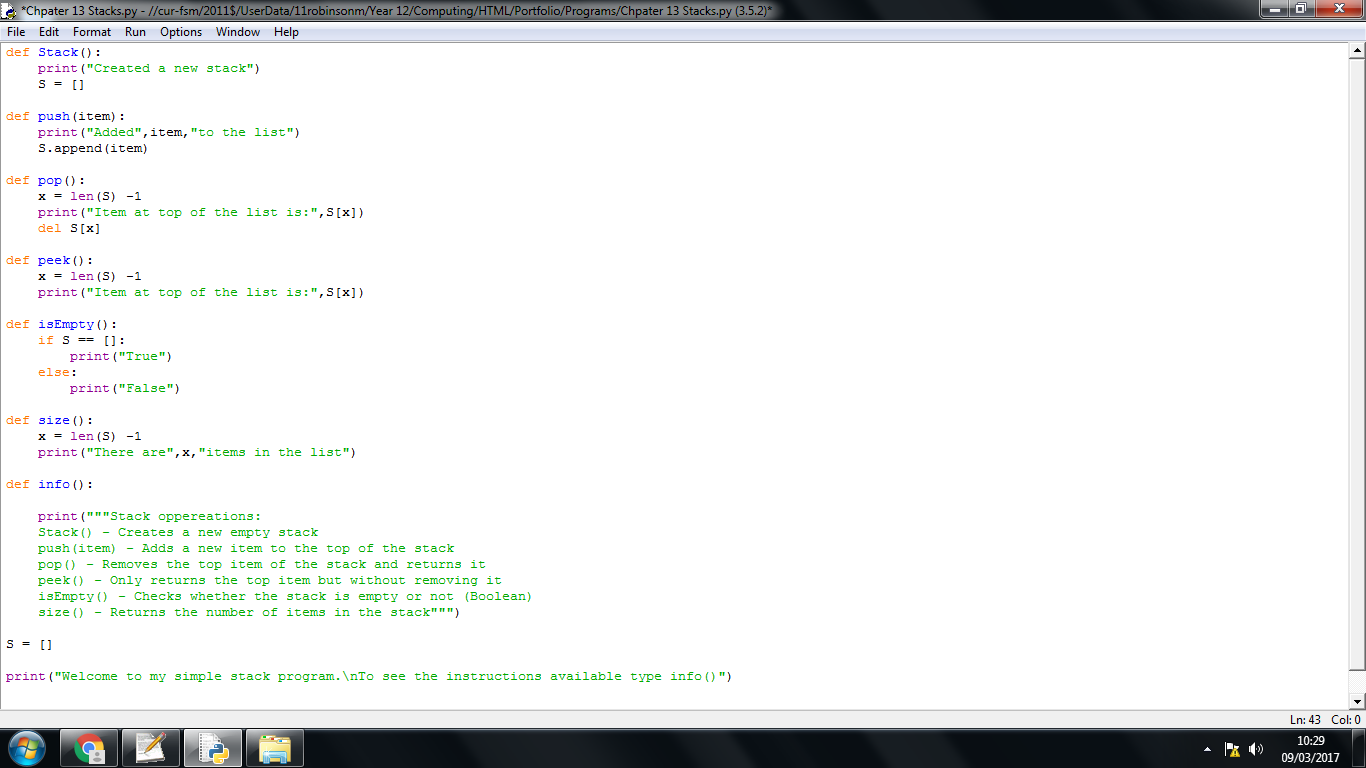 *Chpater 13 Stacks.py - //cur-fsm/2011$/UserData/11robinsonm/Year 12/Computing/HTML/Portfolio/Programs/Chpater 13 Stacks.py (3.5.2)*
File Edit Format Run Options Window Help
def Stack():
    print("Created a new stack")
    S = []

def push(item):
    print("Added",item,"to the list")
    S.append(item)

def pop():
    x = len(S) -1
    print("Item at top of the list is:",S[x])
    del S[x]

def peek():
    x = len(S) -1
    print("Item at top of the list is:",S[x])

def isEmpty():
    if S == []:
        print("True")
    else:
        print("False")

def size():
    x = len(S) -1
    print("There are",x,"items in the list")

def info():

    print("""Stack oppereations:
    Stack() - Creates a new empty stack
    push(item) - Adds a new item to the top of the stack
    pop() - Removes the top item of the stack and returns it
    peek() - Only returns the top item but without removing it
    isEmpty() - Checks whether the stack is empty or not (Boolean)
    size() - Returns the number of items in the stack""")

S = []

print("Welcome to my simple stack program.\nTo see the instructions available type info()")
Ln: 43 Col: 0
10:29
09/03/2017